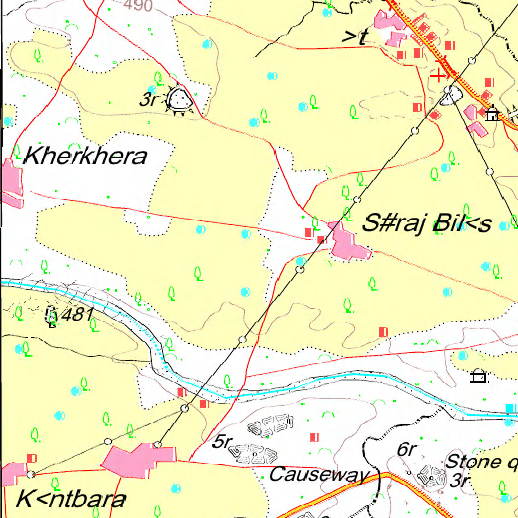 490
>t
3r
Kherkhera
S#raj Bil<s
481
5r
6r
Causeway
Stone q
3r
K<ntbara